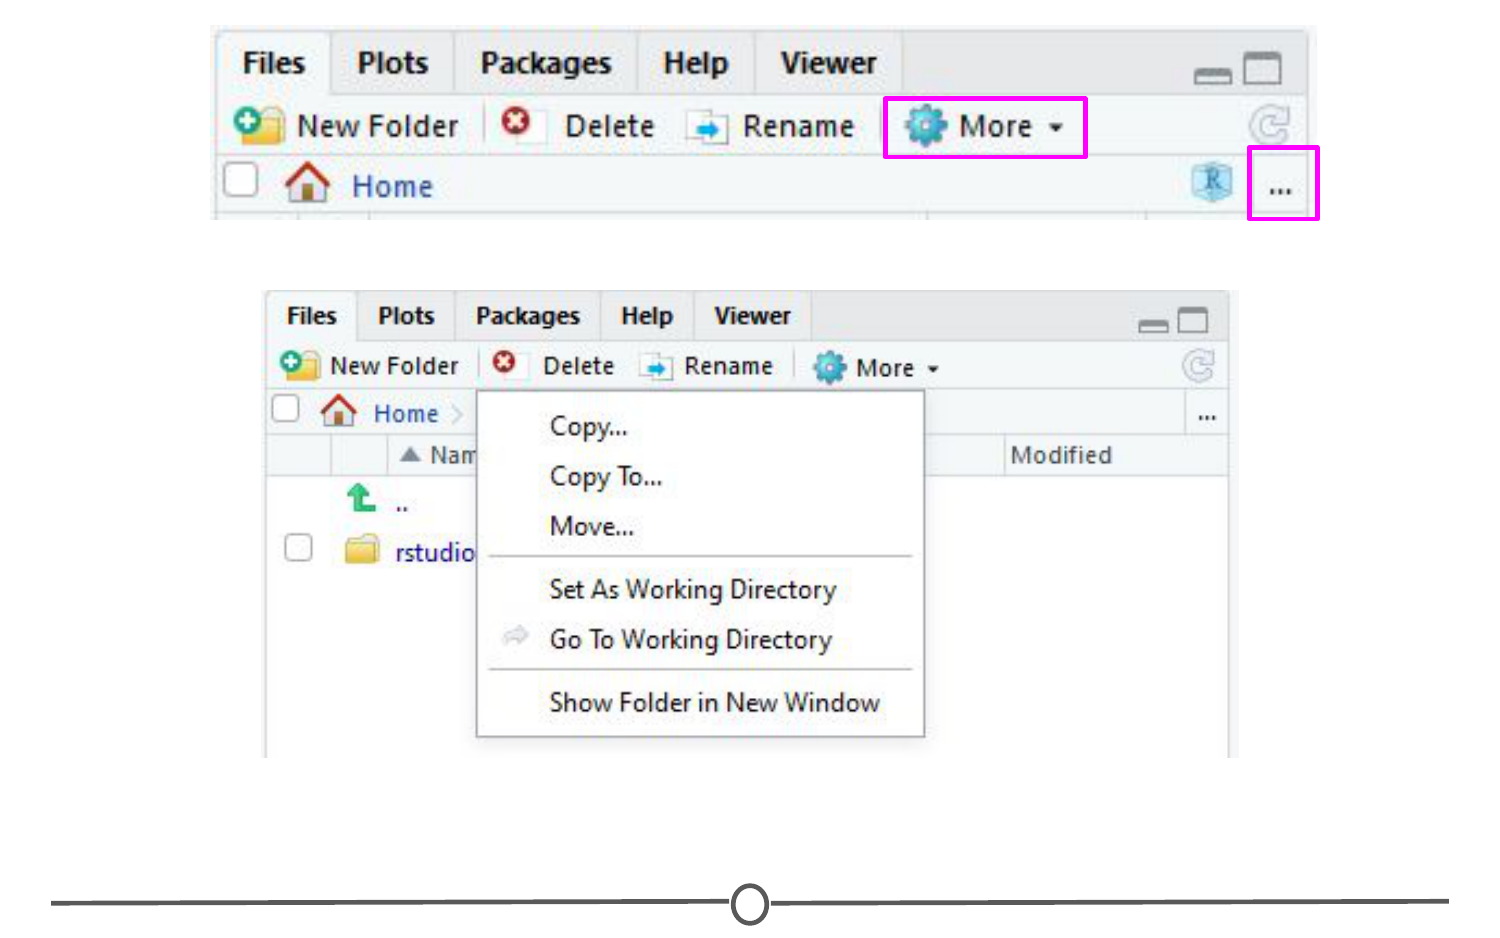 Files Plots Packages Help Viewer
New Folder Delete Rename More
R
Home ...
Files Plots Packages Help Viewer
New Folder Delete Rename More
Home ...
Nam Modified
..
rstudio
Copy...
Copy To...
Move...
Set As Working Directory
Go To Working Directory
Show Folder in New Window